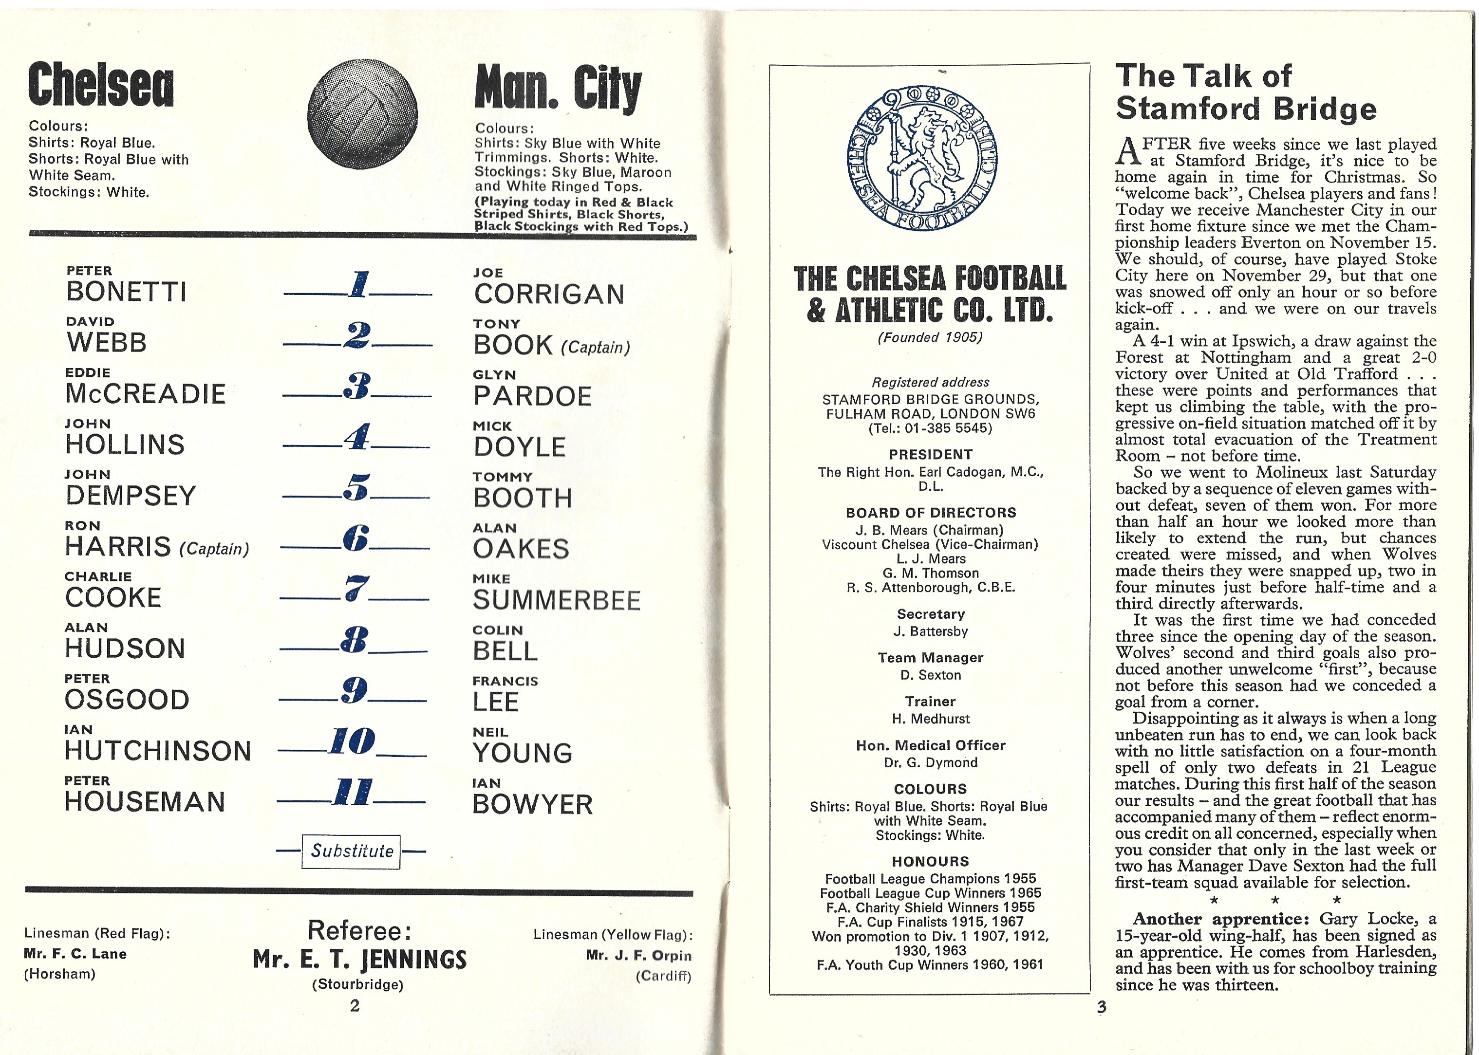 Chelsea
Colours:
Shirts: Royal Blue.
Shorts: Royal Blue with
White Seam.
Stockings: White.
Man. City
Colours:
Shirts: Sky Blue with White
Trimmings. Shorts: White.
Stockings: Sky Blue, Maroon
and White Ringed Tops.
(Playing today in Red & Black
Striped Shirts, Black Shorts,
Black Stockings with Red Tops.)
PETER
BONETTI
1
JOE
CORRIGAN
DAVID
WEBB
2
TONY
BOOK (Captain)
EDDIE
McCREADIE
3
GLYN
PARDOE
JOHN
HOLLINS
4
MICK
DOYLE
JOHN
DEMPSEY
5
TOMMY
BOOTH
RON
HARRIS (Captain)
6
ALAN
OAKES
CHARLIE
COOKE
7
MIKE
SUMMERBEE
ALAN
HUDSON
8
COLIN
BELL
PETER
OSGOOD
9
FRANCIS
LEE
IAN
HUTCHINSON
10
NEIL
YOUNG
PETER
HOUSEMAN
11
IAN
BOWYER
Substitute
Linesman (Red Flag):
Mr. F. C. Lane
(Horsham)
Referee:
Mr. E. T. JENNINGS
(Stourbridge)
Linesman (Yellow Flag):
Mr. J. F. Orpin
(Cardiff)
2
CHELSEA FOOTBALL CLUB
THE CHELSEA FOOTBALL
& ATHLETIC CO. LTD.
(Founded 1905)
Registered address
STAMFORD BRIDGE GROUNDS,
FULHAM ROAD, LONDON SW6
(Tel.: 01-385 5545)
PRESIDENT
The Right Hon. Earl Cadogan, M.C.,
D.L.
BOARD OF DIRECTORS
J. B. Mears (Chairman)
Viscount Chelsea (Vice-Chairman)
L. J. Mears
G. M. Thomson
R. S. Attenborough, C.B.E.
Secretary
J. Battersby
Team Manager
D. Sexton
Trainer
H. Medhurst
Hon. Medical Officer
Dr. G. Dymond
COLOURS
Shirts: Royal Blue. Shorts: Royal Blue
with White Seam.
Stockings: White.
HONOURS
Football League Champions 1955
Football League Cup Winners 1965
F.A. Charity Shield Winners 1955
F.A. Cup Finalists 1915, 1967
Won promotion to Div. 1 1907, 1912,
1930, 1963
F.A. Youth Cup Winners 1960, 1961
The Talk of
Stamford Bridge
AFTER five weeks since we last played
at Stamford Bridge, it's nice to be
home again in time for Christmas. So
“welcome back”, Chelsea players and fans!
Today we receive Manchester City in our
first home fixture since we met the Cham-
pionship leaders Everton on November 15.
We should, of course, have played Stoke
City here on November 29, but that one
was snowed off only an hour or so before
kick-off . . . and we were on our travels
again.
A 4-1 win at Ipswich, a draw against the
Forest at Nottingham and a great 2-0
victory over United at Old Trafford . . .
these were points and performances that
kept us climbing the table, with the pro-
gressive on-field situation matched off it by
almost total evacuation of the Treatment
Room – not before time.
So we went to Molineux last Saturday
backed by a sequence of eleven games with-
out defeat, seven of them won. For more
than half an hour we looked more than
likely to extend the run, but chances
created were missed, and when Wolves
made theirs they were snapped up, two in
four minutes just before half-time and a
third directly afterwards.
It was the first time we had conceded
three since the opening day of the season.
Wolves' second and third goals also pro-
duced another unwelcome “first”, because
not before this season had we conceded a
goal from a corner.
Disappointing as it always is when a long
unbeaten run has to end, we can look back
with no little satisfaction on a four-month
spell of only two defeats in 21 League
matches. During this first half of the season
our results – and the great football that has
accompanied many of them – reflect enorm-
ous credit on all concerned, especially when
you consider that only in the last week or
two has Manager Dave Sexton had the full
first-team squad available for selection.
* * *
Another apprentice: Gary Locke, a
15-year-old wing-half, has been signed as
an apprentice. He comes from Harlesden,
and has been with us for schoolboy training
since he was thirteen.
3